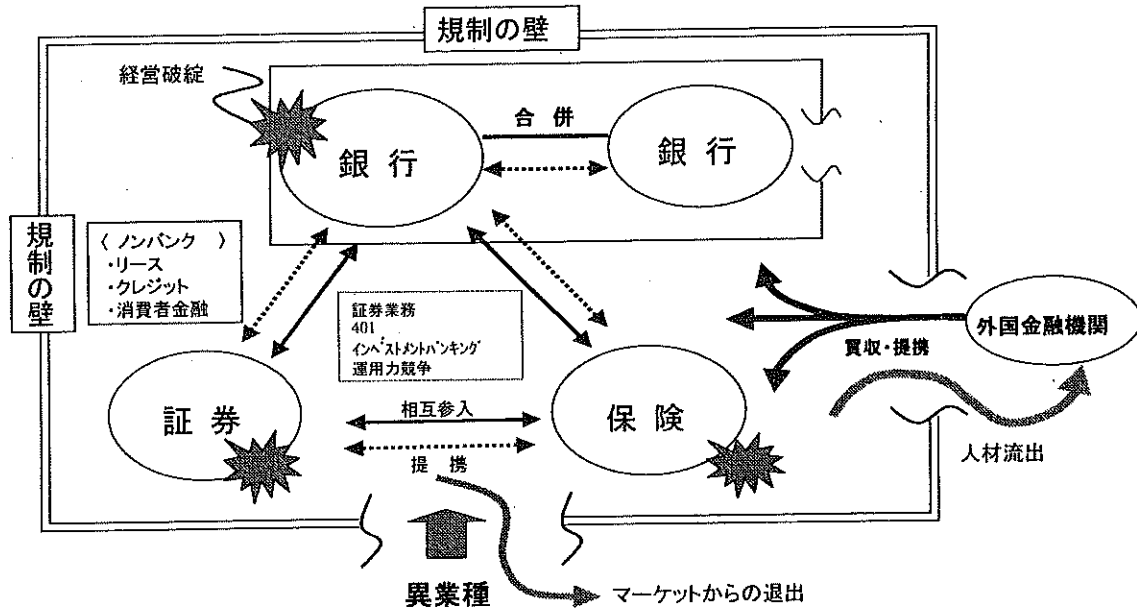 規制の壁
経営破綻
合併
銀行
銀行
規制の壁
〈 ノンバンク 〉
・リース
・クレジット
・消費者金融
証券業務
401
インベストメントバンキング
運用力競争
外国金融機関
買収・提携
証券
相互参入
保険
提携
人材流出
異業種
マーケットからの退出